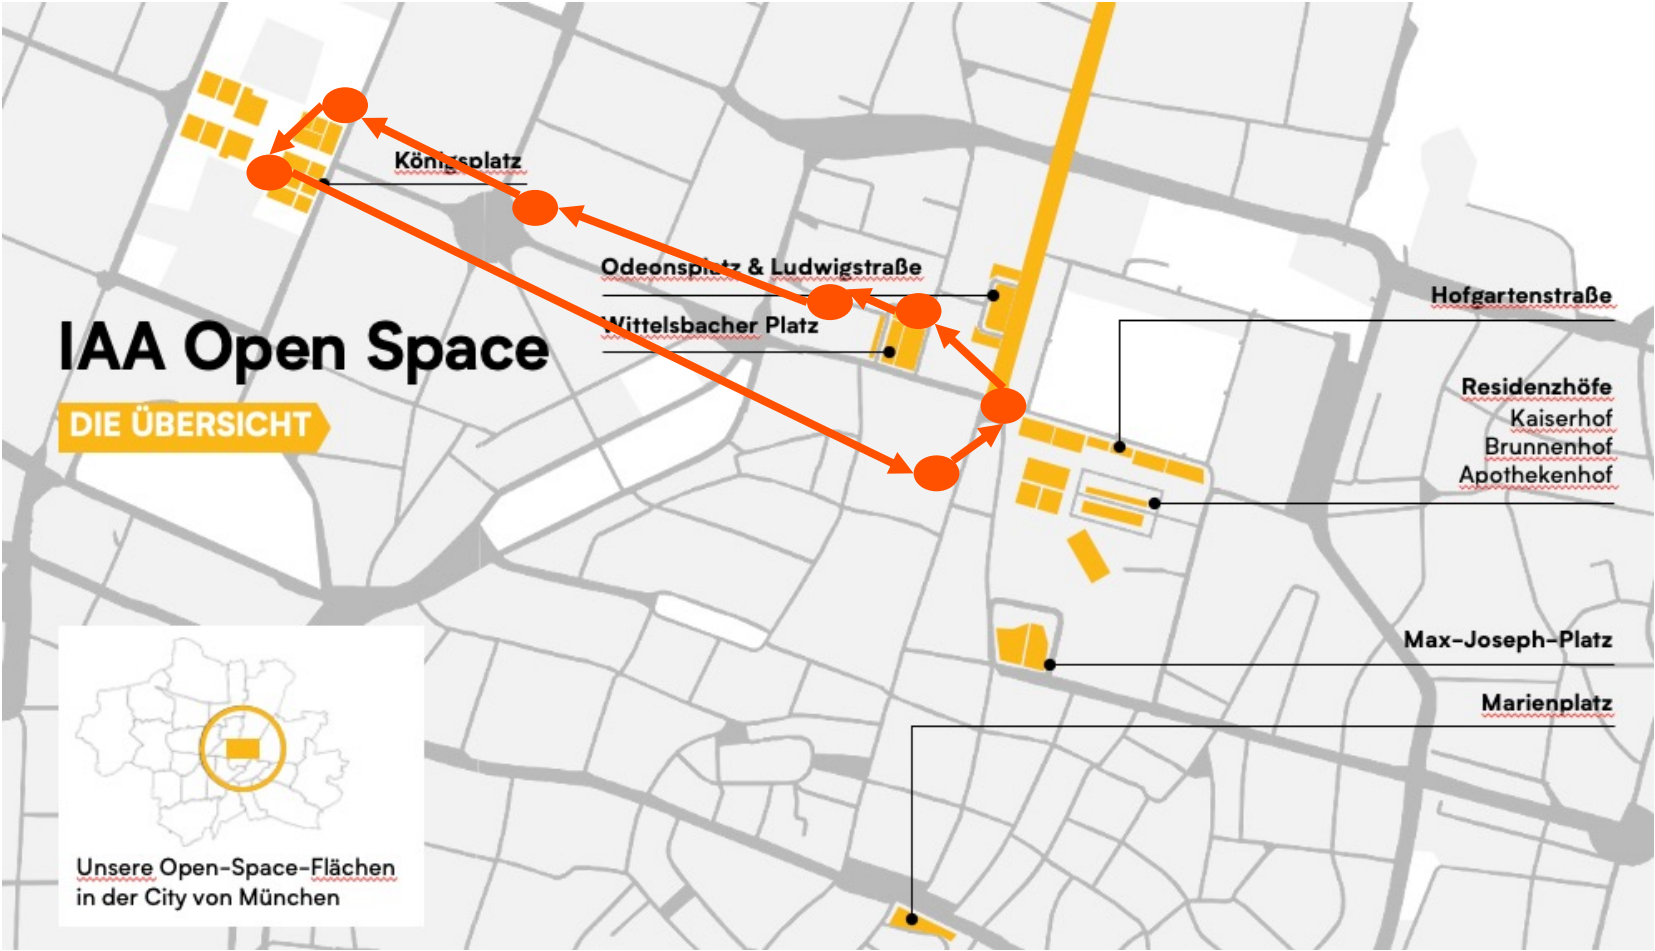 Königsplatz
Odeonsplatz & Ludwigstraße
Wittelsbacher Platz
IAA Open Space
DIE ÜBERSICHT
Hofgartenstraße
Residenzhöfe
Kaiserhof
Brunnenhof
Apothekenhof
Max-Joseph-Platz
Marienplatz
Unsere Open-Space-Flächen
in der City von München